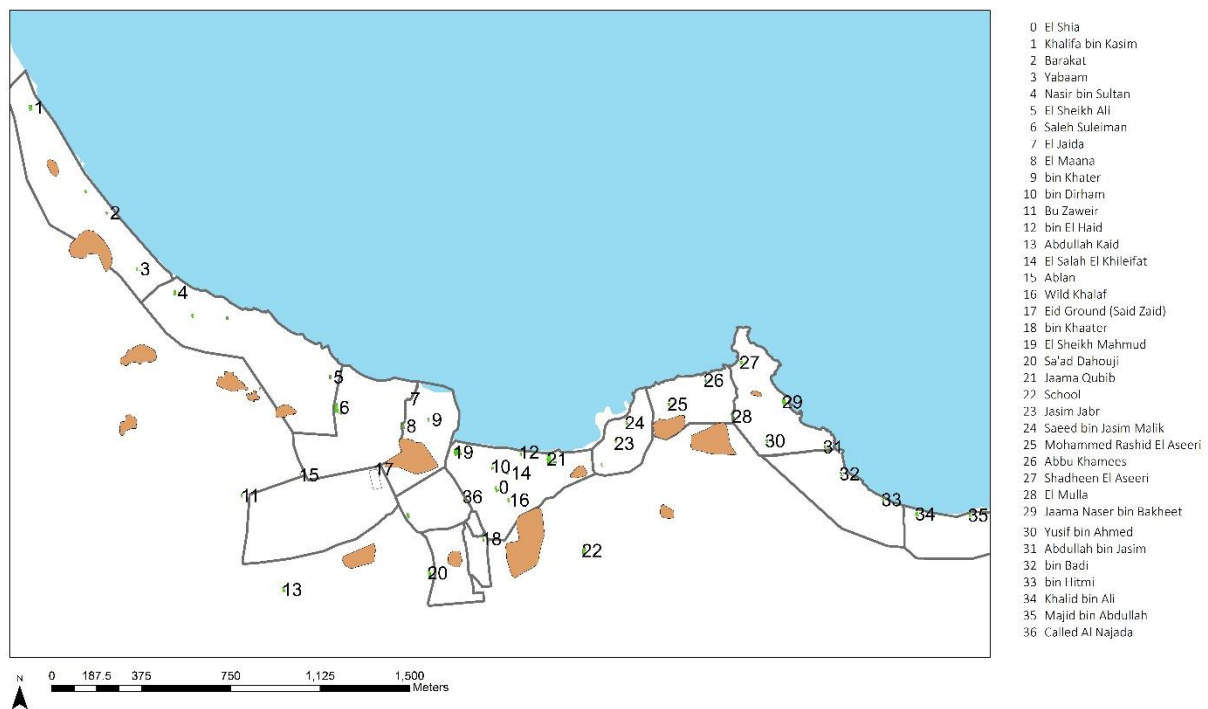 1
2
3
4
5
6
7
8
9
10
11
12
13
14
15
16
17
18
19
20
21
22
23
24
25
26
27
28
29
30
31
32
33
34
35
36
0
0 El Shia
1 Khalifa bin Kasim
2 Barakat
3 Yabaam
4 Nasir bin Sultan
5 El Sheikh Ali
6 Saleh Suleiman
7 El Jaida
8 El Maana
9 bin Khater
10 bin Dirham
11 Bu Zaweir
12 bin El Haid
13 Abdullah Kaid
14 El Salah El Khileifat
15 Ablan
16 Wild Khalaf
17 Eid Ground (Said Zaid)
18 bin Khaater
19 El Sheikh Mahmud
20 Sa'ad Dahouji
21 Jaama Qubib
22 School
23 Jasim Jabr
24 Saeed bin Jasim Malik
25 Mohammed Rashid El Aseeri
26 Abbu Khamees
27 Shadheen El Aseeri
28 El Mulla
29 Jaama Naser bin Bakheet
30 Yusif bin Ahmed
31 Abdullah bin Jasim
32 bin Badi
33 bin Hitmi
34 Khalid bin Ali
35 Majid bin Abdullah
36 Called Al Najada
N
0 187.5 375 750 1,125 1,500
Meters